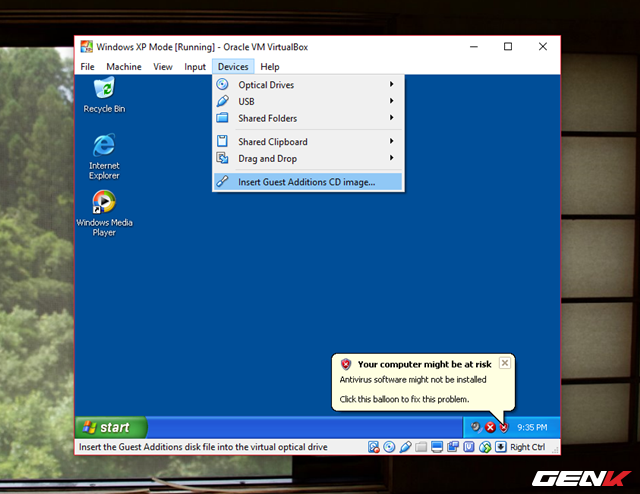 Windows XP Mode [Running] - Oracle VM VirtualBox
File Machine View Input Devices Help
Optical Drives
USB
Shared Folders
Shared Clipboard
Drag and Drop
Insert Guest Additions CD image...
Recycle Bin
Internet
Explorer
Windows Media
Player
Your computer might be at risk
Antivirus software might not be installed
Click this balloon to fix this problem.
start
9:35 PM
Insert the Guest Additions disk file into the virtual optical drive
Right Ctrl
GENK